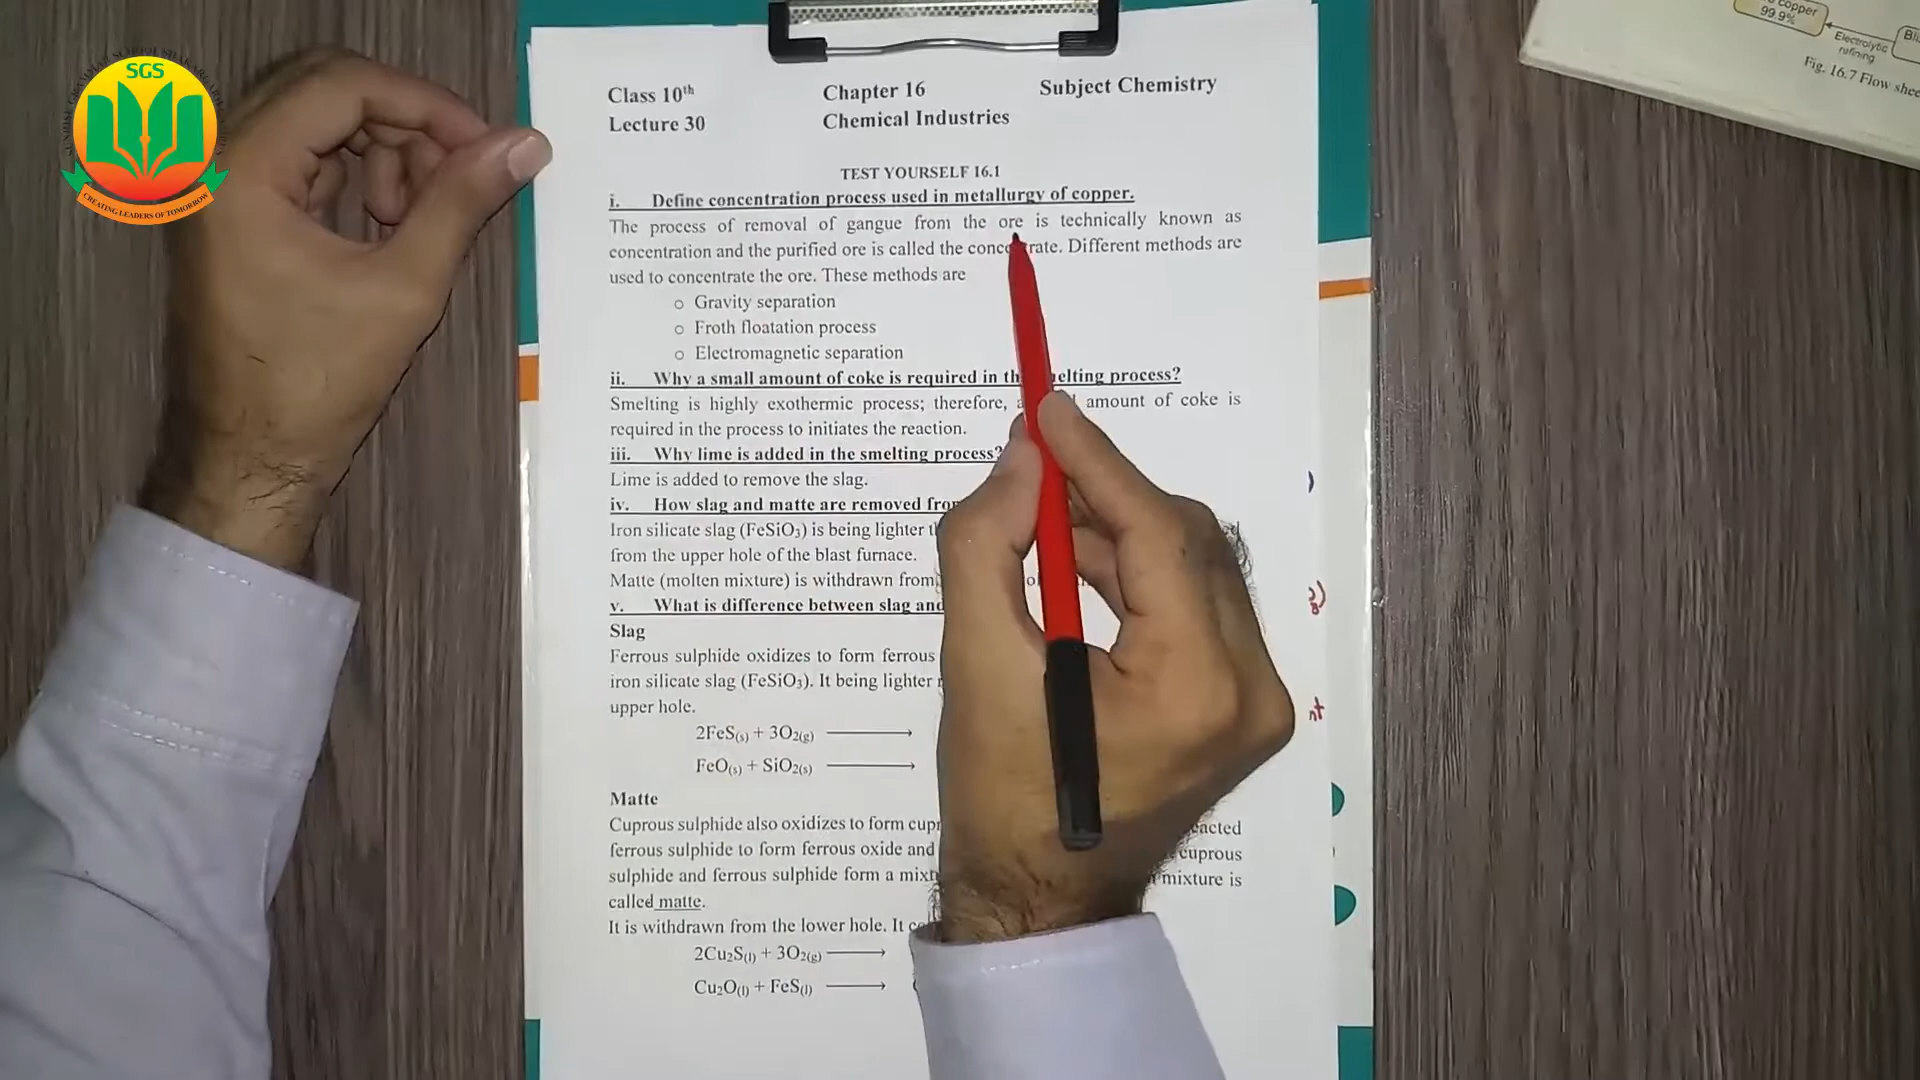 SGS
SUNRISE GRAMMAR SCHOOL
CREATING LEADERS OF TOMORROW
copper
99.9%
Electrolytic
refining
Fig. 16.7 Flow shee
Class 10th Chapter 16 Subject Chemistry
Lecture 30 Chemical Industries
TEST YOURSELF 16.1
i. Define concentration process used in metallurgy of copper.
The process of removal of gangue from the ore is technically known as
concentration and the purified ore is called the conce rate. Different methods are
used to concentrate the ore. These methods are
o Gravity separation
o Froth floatation process
o Electromagnetic separation
ii. Why a small amount of coke is required in th elting process?
Smelting is highly exothermic process; therefore, a amount of coke is
required in the process to initiates the reaction.
iii. Why lime is added in the smelting process?
Lime is added to remove the slag.
iv. How slag and matte are removed fro
Iron silicate slag (FeSiO3) is being lighter t
from the upper hole of the blast furnace.
Matte (molten mixture) is withdrawn from
v. What is difference between slag and
Slag
Ferrous sulphide oxidizes to form ferrous
iron silicate slag (FeSiO3). It being lighter
upper hole.
2FeS(s) + 3O2(g) ⟶
FeO(s) + SiO2(s) ⟶
Matte
Cuprous sulphide also oxidizes to form cupr eacted
ferrous sulphide to form ferrous oxide and cuprous
sulphide and ferrous sulphide form a mixt mixture is
called matte.
It is withdrawn from the lower hole. It c
2Cu2S(l) + 3O2(g) ⟶
Cu2O(l) + FeS(l) ⟶